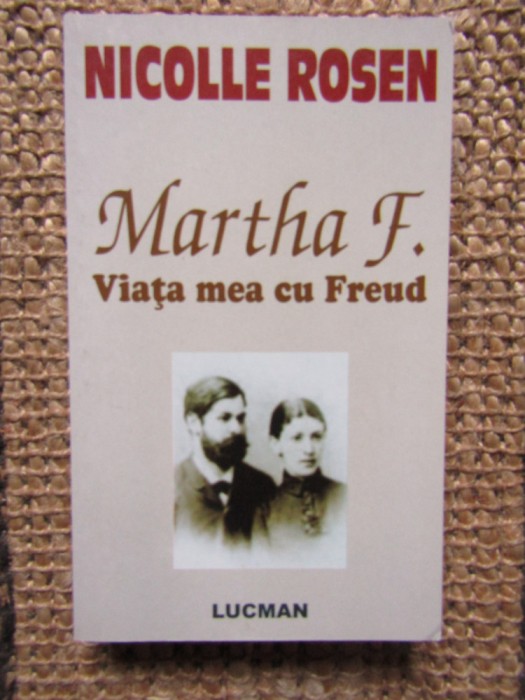 NICOLLE ROSEN
Martha F.
Viaţa mea cu Freud
LUCMAN